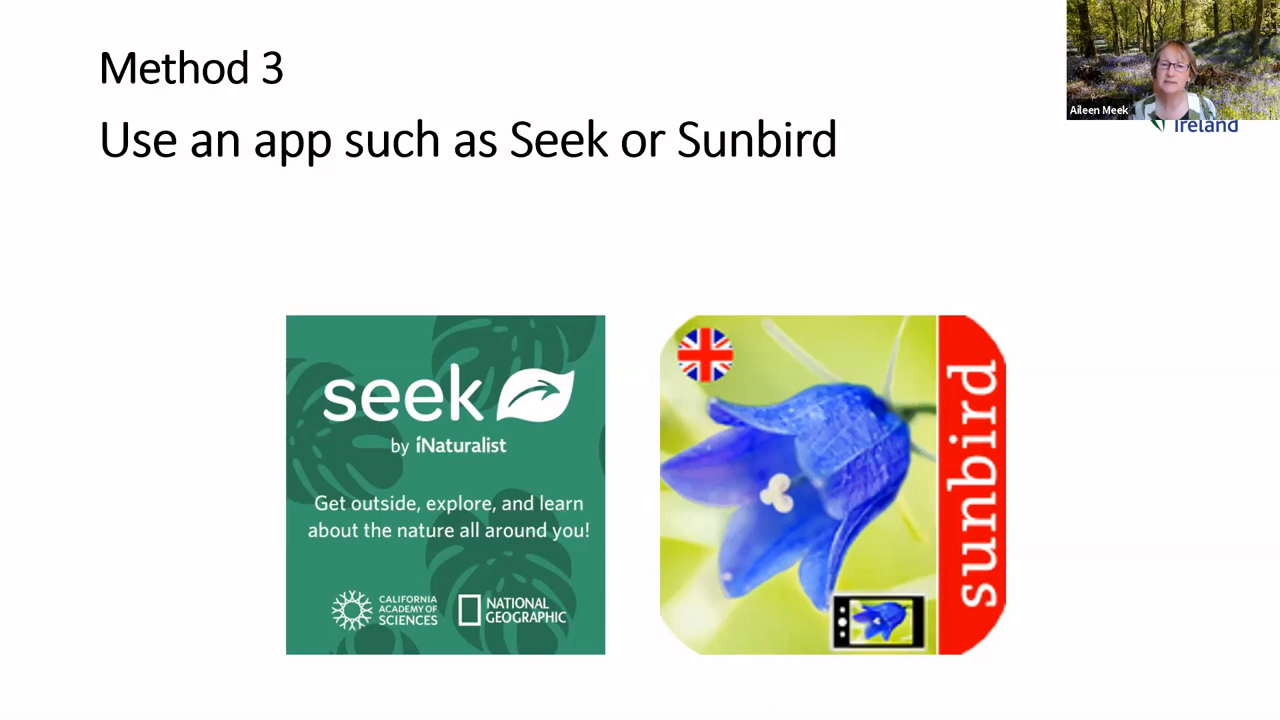 Method 3
Use an app such as Seek or Sunbird
Aileen Meek
Ireland
seek
by iNaturalist
Get outside, explore, and learn
about the nature all around you!
CALIFORNIA
ACADEMY OF
SCIENCES
NATIONAL
GEOGRAPHIC
sunbird